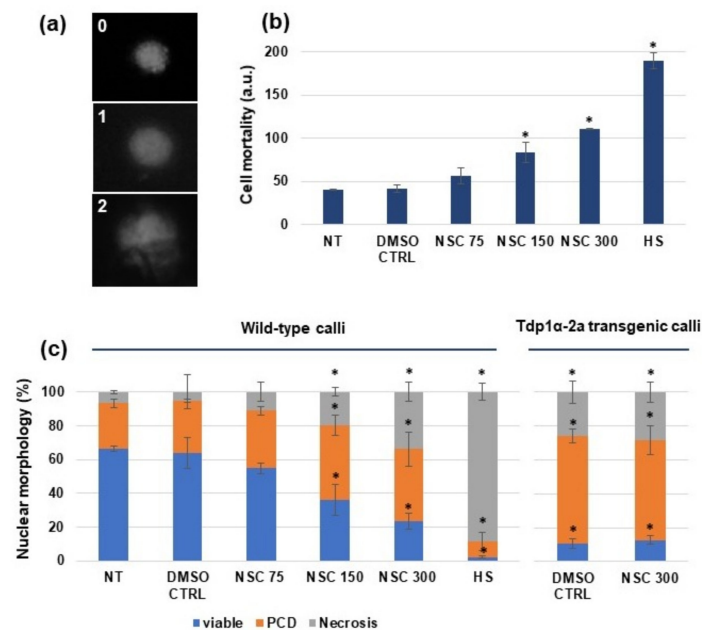 (a)
0
1
2
(b)
Cell mortality (a.u.)
200
150
100
50
0
*
*
*
NT
DMSO CTRL
NSC 75
NSC 150
NSC 300
HS
(c)
Wild-type calli
Tdp1α-2a transgenic calli
Nuclear morphology (%)
100
80
60
40
20
0
* * * * *
* * * *
* * * * *
NT
DMSO CTRL
NSC 75
NSC 150
NSC 300
HS
DMSO CTRL
NSC 300
viable PCD Necrosis